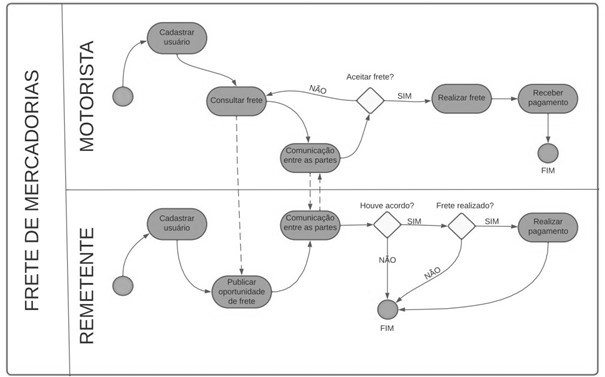 FRETE DE MERCADORIAS
MOTORISTA
Cadastrar
usuário
Consultar frete
Comunicação
entre as partes
Aceitar frete?
NÃO
SIM
Realizar frete
Receber
pagamento
FIM
REMETENTE
Cadastrar
usuário
Publicar
oportunidade
de frete
Comunicação
entre as partes
Houve acordo?
SIM
NÃO
Frete realizado?
SIM
NÃO
Realizar
pagamento
FIM